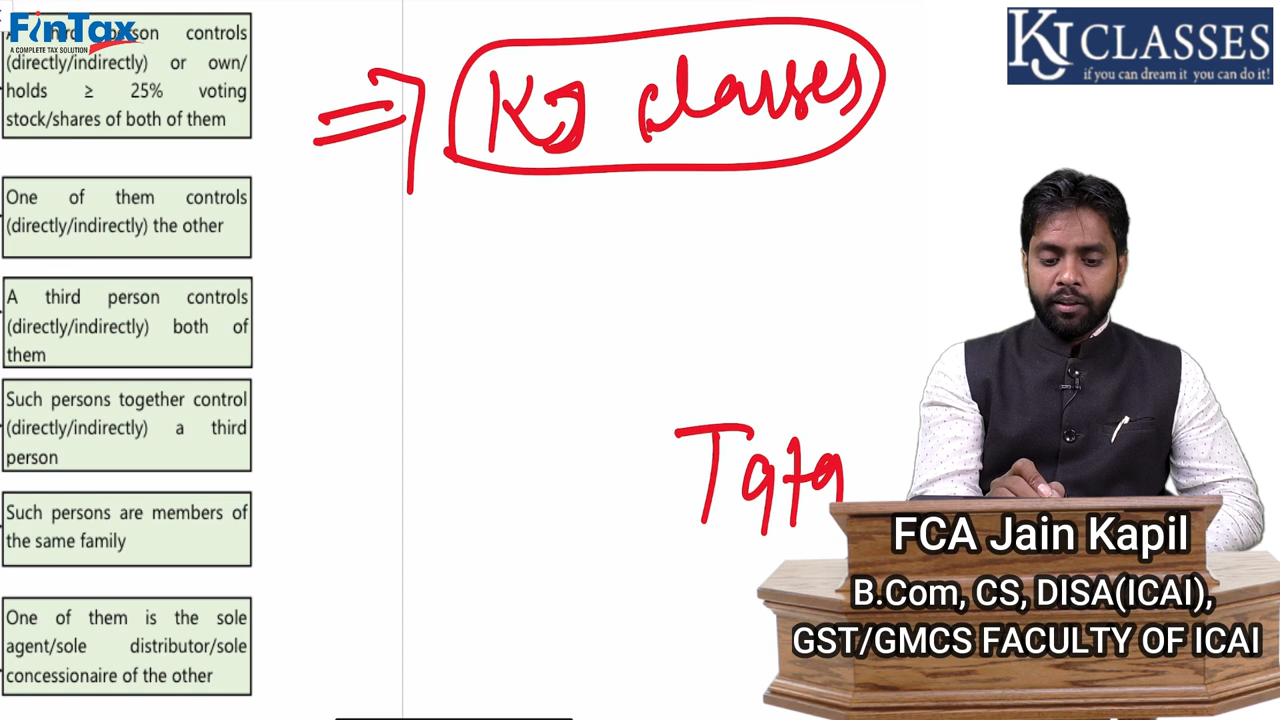 FinTax
A COMPLETE TAX SOLUTION
A third person controls
(directly/indirectly) or own/
holds ≥ 25% voting
stock/shares of both of them
One of them controls
(directly/indirectly) the other
A third person controls
(directly/indirectly) both of
them
Such persons together control
(directly/indirectly) a third
person
Such persons are members of
the same family
One of them is the sole
agent/sole distributor/sole
concessionaire of the other
KJ classes
Tata
KJ CLASSES
if you can dream it you can do it!
FCA Jain Kapil
B.Com, CS, DISA(ICAI),
GST/GMCS FACULTY OF ICAI